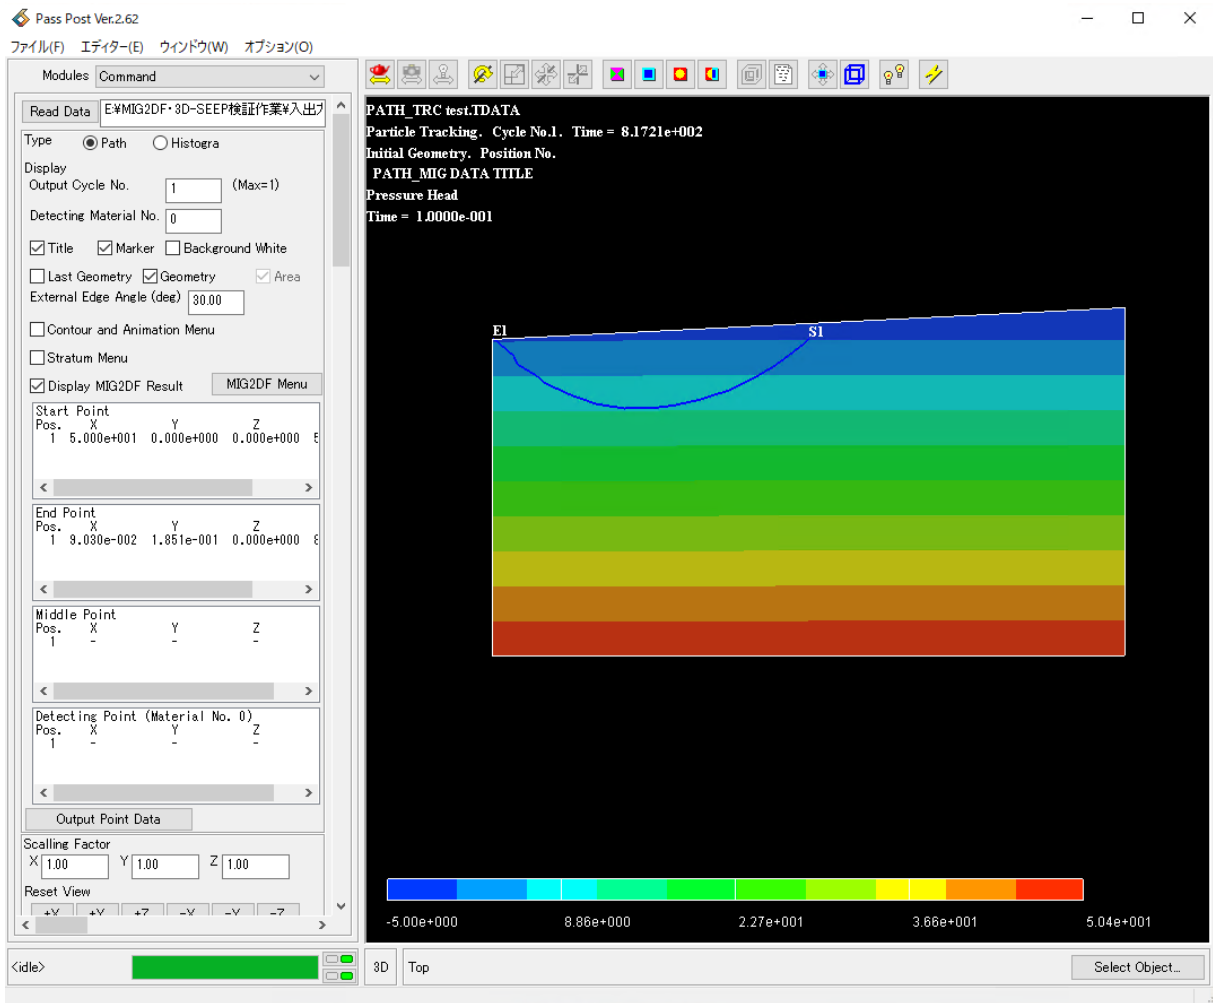 Pass Post Ver.2.62
ファイル(F) エディター(E) ウィンドウ(W) オプション(O)
Modules Command
Read Data E:¥MIG2DF・3D-SEEP検証作業¥入出力
Type Path Histogra
Display
Output Cycle No. 1 (Max=1)
Detecting Material No. 0
Title Marker Background White
Last Geometry Geometry Area
External Edge Angle (deg) 30.00
Contour and Animation Menu
Stratum Menu
Display MIG2DF Result MIG2DF Menu
Start Point
Pos. X Y Z
1 5.000e+001 0.000e+000 0.000e+000
End Point
Pos. X Y Z
1 9.030e-002 1.851e-001 0.000e+000
Middle Point
Pos. X Y Z
1 - - -
Detecting Point (Material No. 0)
Pos. X Y Z
1 - - -
Output Point Data
Scalling Factor
X 1.00 Y 1.00 Z 1.00
Reset View
+X +Y +Z -X -Y -Z
<idle>
PATH_TRC test.TDATA
Particle Tracking. Cycle No.1. Time = 8.1721e+002
Initial Geometry. Position No.
PATH_MIG DATA TITLE
Pressure Head
Time = 1.0000e-001
E1 S1
-5.00e+000 8.86e+000 2.27e+001 3.66e+001 5.04e+001
3D Top Select Object...